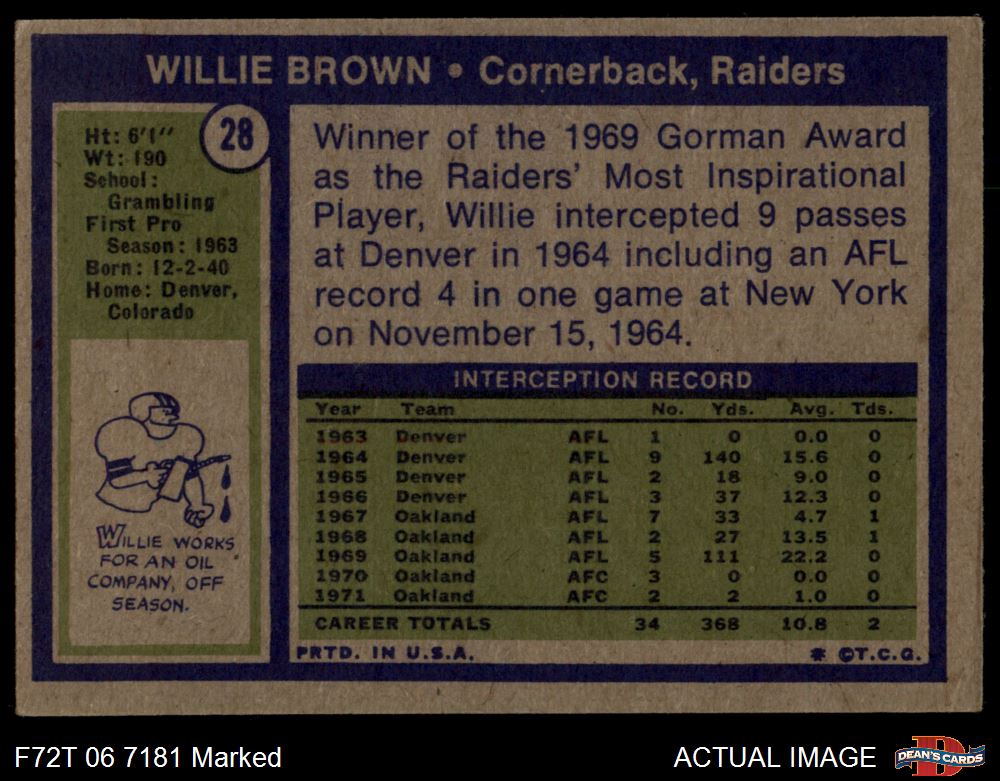 WILLIE BROWN • Cornerback, Raiders
28
Ht: 6'1"
Wt: 190
School:
Grambling
First Pro
Season: 1963
Born: 12-2-40
Home: Denver,
Colorado
WILLIE WORKS
FOR AN OIL
COMPANY, OFF
SEASON.
Winner of the 1969 Gorman Award
as the Raiders' Most Inspirational
Player, Willie intercepted 9 passes
at Denver in 1964 including an AFL
record 4 in one game at New York
on November 15, 1964.
INTERCEPTION RECORD
Year Team No. Yds. Avg. Tds.
1963 Denver AFL 1 0 0.0 0
1964 Denver AFL 9 140 15.6 0
1965 Denver AFL 2 18 9.0 0
1966 Denver AFL 3 37 12.3 0
1967 Oakland AFL 7 33 4.7 1
1968 Oakland AFL 2 27 13.5 1
1969 Oakland AFL 5 111 22.2 0
1970 Oakland AFC 3 0 0.0 0
1971 Oakland AFC 2 2 1.0 0
CAREER TOTALS 34 368 10.8 2
PRTD. IN U.S.A. * ©T.C.G.
F72T 06 7181 Marked
ACTUAL IMAGE
D
DEAN'S CARDS